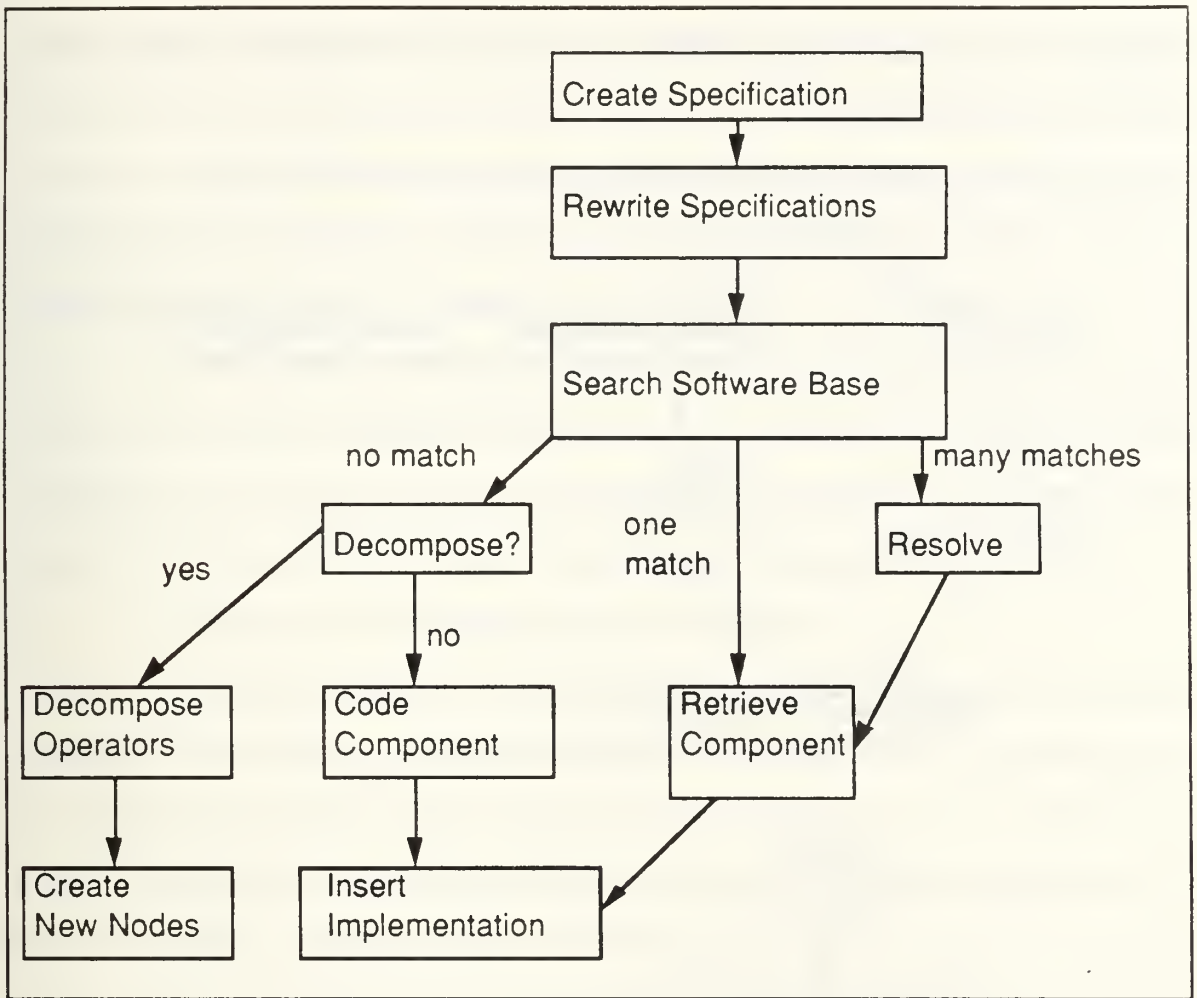 Create Specification
Rewrite Specifications
Search Software Base
no match
many matches
one
match
Decompose?
Resolve
yes
no
Decompose
Operators
Code
Component
Retrieve
Component
Create
New Nodes
Insert
Implementation